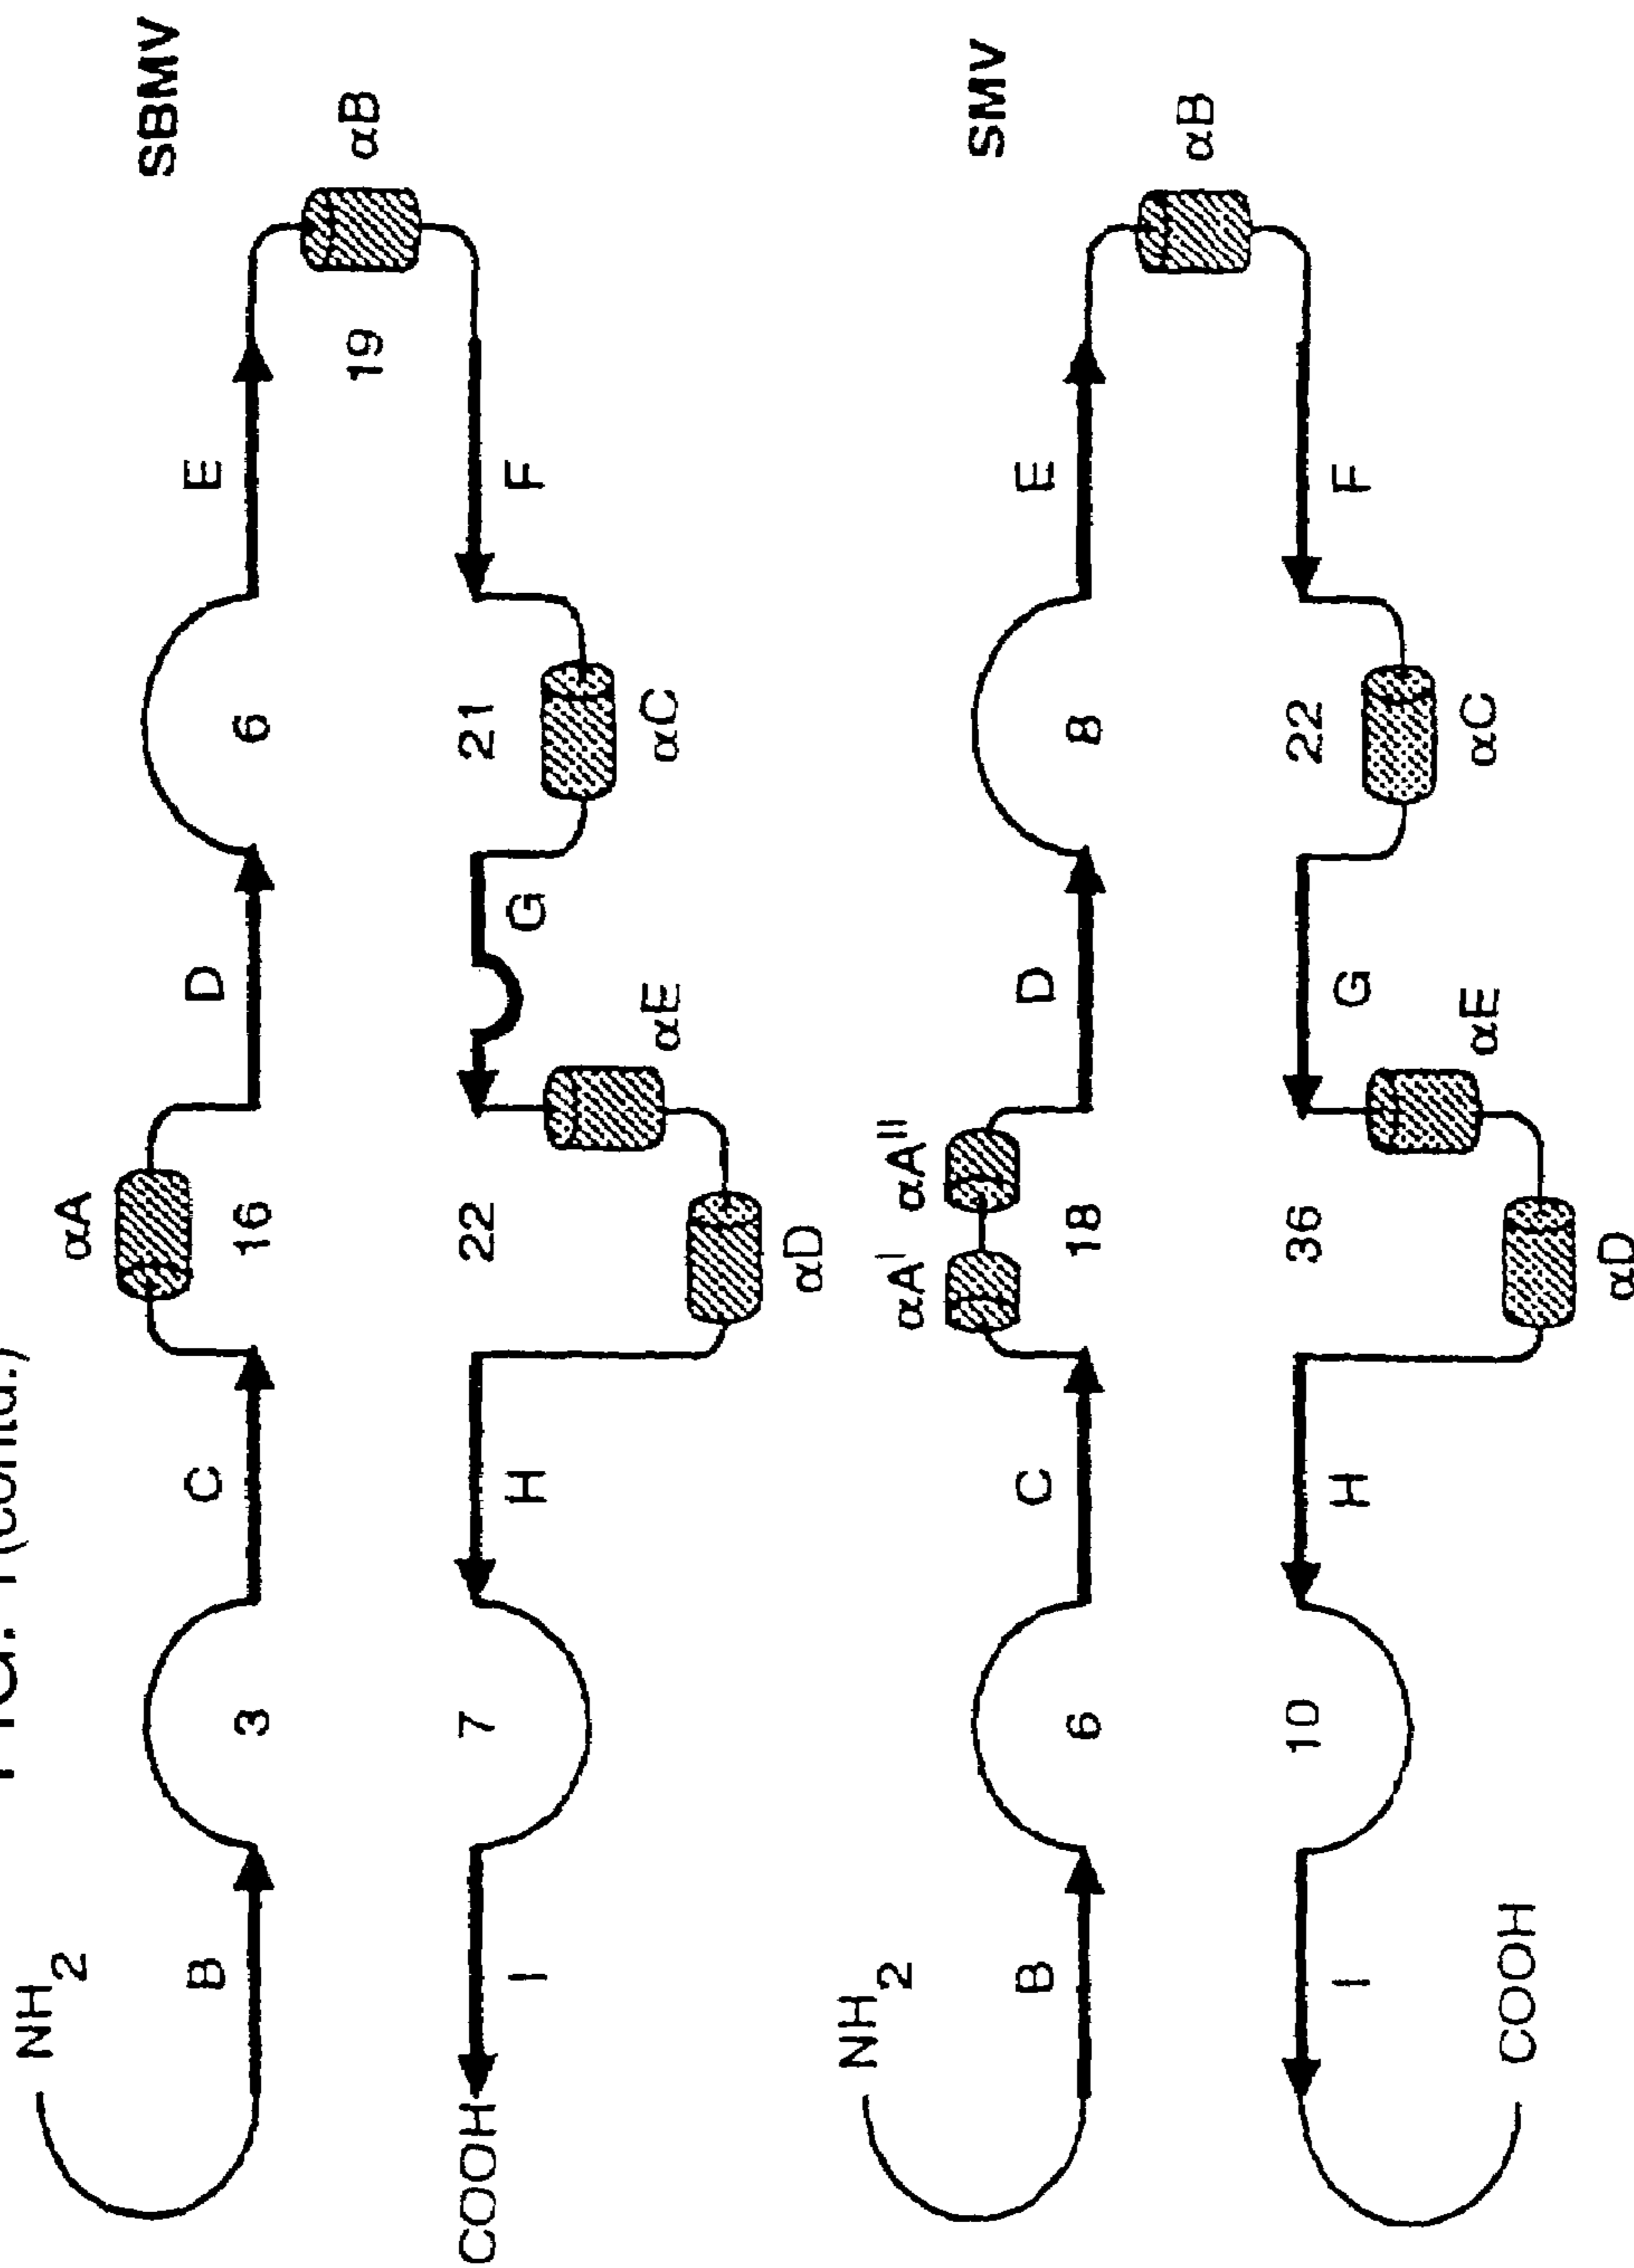 FIG. 1 (contd.)
NH2
αA
SBMV
B C D E
3 16 6
19 αB
COOH 7 22 21
I H G F
αE αC
αD
NH2
αA^I αA^II
SMV
B C D E
6 18 8
αB
10 36 22
I H G F
αE αC
COOH
αD